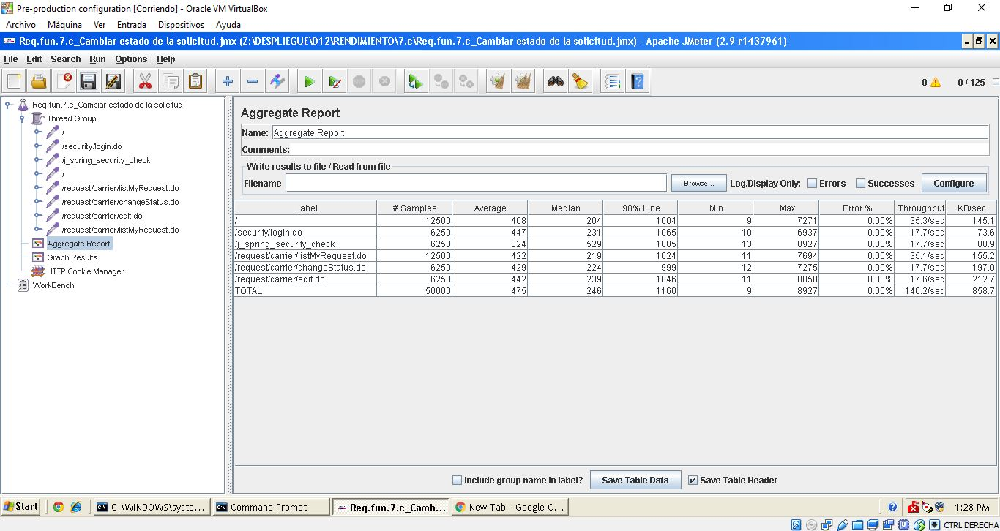 Pre-production configuration [Corriendo] - Oracle VM VirtualBox
Archivo Máquina Ver Entrada Dispositivos Ayuda
Req.fun.7.c_Cambiar estado de la solicitud.jmx (Z:\DESPLIEGUE\D12\RENDIMIENTO\7.c\Req.fun.7.c_Cambiar estado de la solicitud.jmx) - Apache JMeter (2.9 r1437961)
File Edit Search Run Options Help
0 0 / 125
Req.fun.7.c_Cambiar estado de la solicitud
Thread Group
/
/security/login.do
/j_spring_security_check
/
/request/carrier/listMyRequest.do
/request/carrier/changeStatus.do
/request/carrier/edit.do
/request/carrier/listMyRequest.do
Aggregate Report
Graph Results
HTTP Cookie Manager
WorkBench
Aggregate Report
Name: Aggregate Report
Comments:
Write results to file / Read from file
Filename Browse... Log/Display Only: Errors Successes Configure
Label # Samples Average Median 90% Line Min Max Error % Throughput KB/sec
/ 12500 408 204 1004 9 7271 0.00% 35.3/sec 145.1
/security/login.do 6250 447 231 1065 10 6937 0.00% 17.7/sec 73.6
/j_spring_security_check 6250 824 529 1885 13 8927 0.00% 17.7/sec 80.9
/request/carrier/listMyRequest.do 12500 422 219 1024 11 7694 0.00% 35.1/sec 155.2
/request/carrier/changeStatus.do 6250 429 224 999 12 7275 0.00% 17.7/sec 197.0
/request/carrier/edit.do 6250 442 239 1046 11 8050 0.00% 17.6/sec 212.7
TOTAL 50000 475 246 1160 9 8927 0.00% 140.2/sec 858.7
Include group name in label? Save Table Data Save Table Header
Start C:\WINDOWS\syste... Command Prompt Req.fun.7.c_Camb... New Tab - Google C... 1:28 PM
CTRL DERECHA